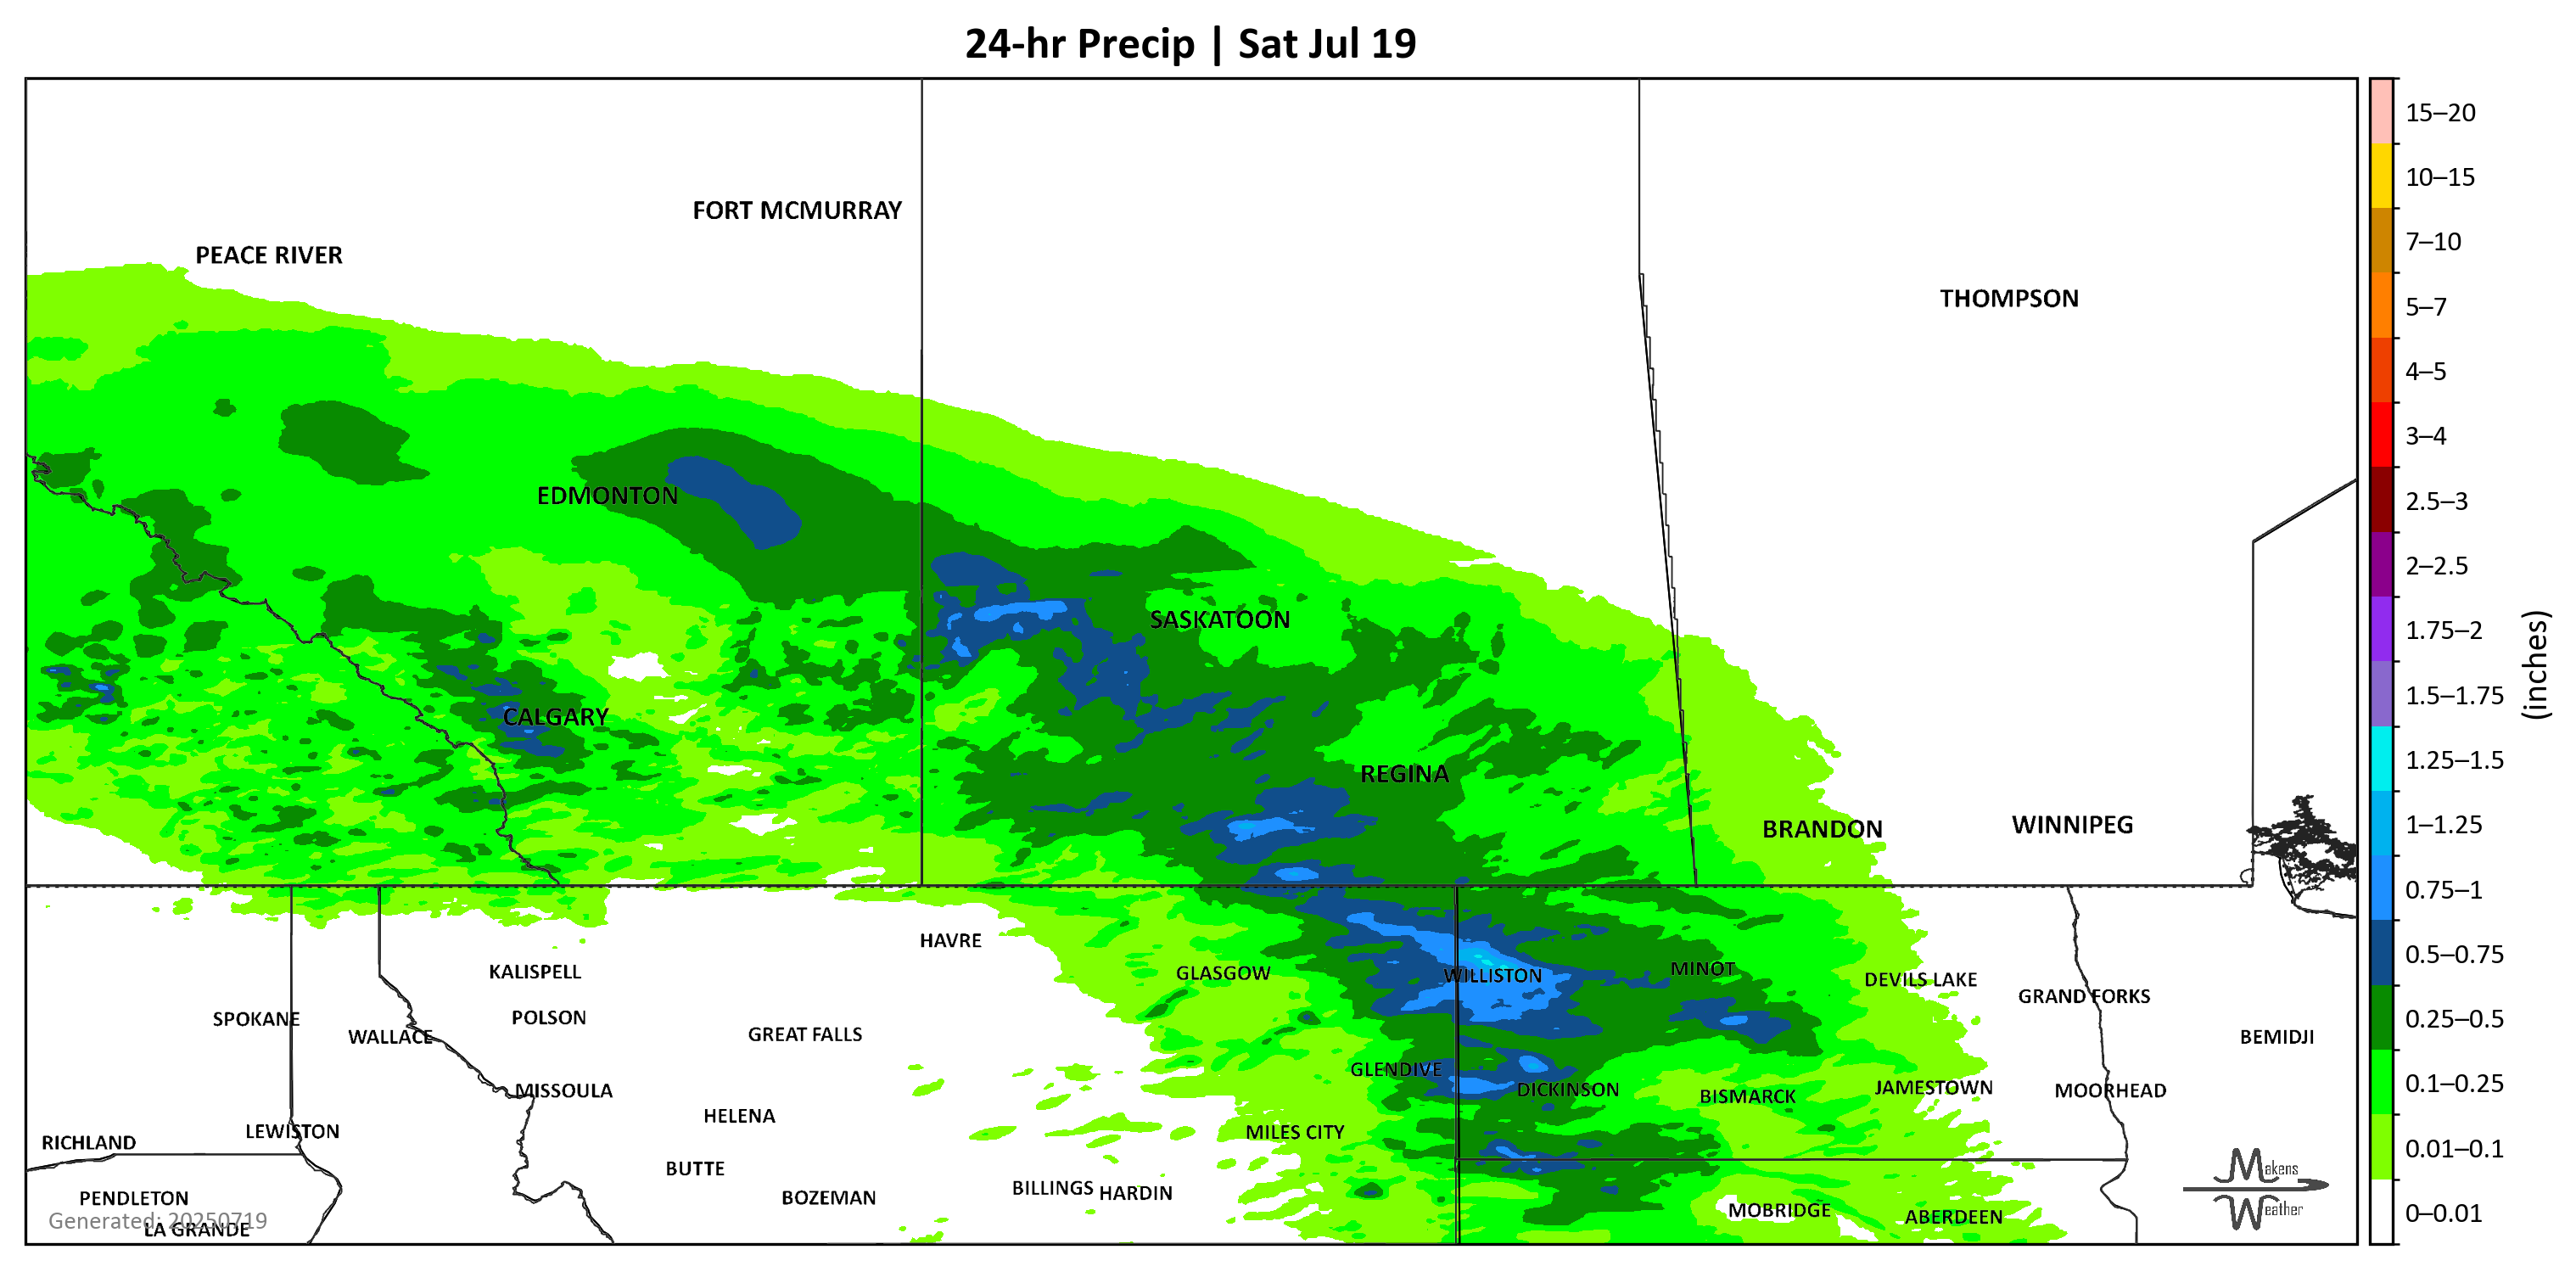 24-hr Precip | Sat Jul 19
FORT MCMURRAY
PEACE RIVER
THOMPSON
EDMONTON
SASKATOON
CALGARY
REGINA
BRANDON
WINNIPEG
HAVRE
KALISPELL
GLASGOW
WILLISTON
MINOT
DEVILS LAKE
GRAND FORKS
SPOKANE
POLSON
WALLACE
GREAT FALLS
BEMIDJI
GLENDIVE
MISSOULA
DICKINSON
BISMARCK
JAMESTOWN
MOORHEAD
HELENA
RICHLAND
LEWISTON
MILES CITY
BUTTE
PENDLETON
BOZEMAN
BILLINGS
HARDIN
MOBRIDGE
ABERDEEN
Generated: 20250719
LA GRANDE
Makens
Weather
15–20
10–15
7–10
5–7
4–5
3–4
2.5–3
2–2.5
1.75–2
1.5–1.75
1.25–1.5
1–1.25
0.75–1
0.5–0.75
0.25–0.5
0.1–0.25
0.01–0.1
0–0.01
(inches)